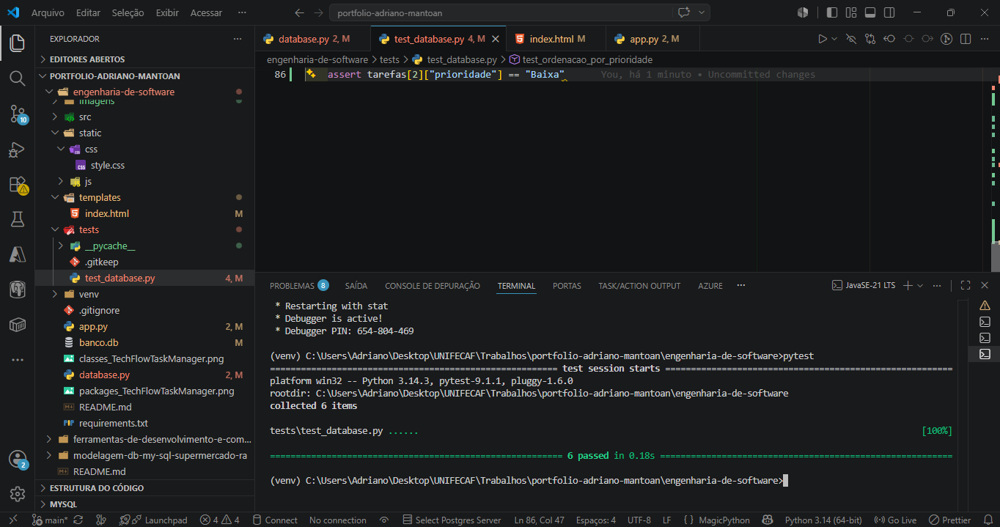 Arquivo Editar Seleção Exibir Acessar ··· portfolio-adriano-mantoan
EXPLORADOR ···
EDITORES ABERTOS
PORTFOLIO-ADRIANO-MANTOAN
engenharia-de-software
imagens
src
static
css
style.css
js
templates
index.html M
tests
__pycache__
.gitkeep
test_database.py 4, M
venv
.gitignore
app.py 2, M
banco.db M
classes_TechFlowTaskManager.png
database.py 2, M
packages_TechFlowTaskManager.png
README.md
requirements.txt
ferramentas-de-desenvolvimento-e-com...
modelagem-db-my-sql-supermercado-ra
README.md
ESTRUTURA DO CÓDIGO
MYSQL
10
2
database.py 2, M test_database.py 4, M index.html M app.py 2, M
engenharia-de-software > tests > test_database.py > test_ordenacao_por_prioridade
86 assert tarefas[2]["prioridade"] == "Baixa" You, há 1 minuto • Uncommitted changes
PROBLEMAS 8 SAÍDA CONSOLE DE DEPURAÇÃO TERMINAL PORTAS TASK/ACTION OUTPUT AZURE ··· JavaSE-21 LTS
* Restarting with stat
* Debugger is active!
* Debugger PIN: 654-804-469
(venv) C:\Users\Adriano\Desktop\UNIFECAF\Trabalhos\portfolio-adriano-mantoan\engenharia-de-software>pytest
test session starts
platform win32 -- Python 3.14.3, pytest-9.1.1, pluggy-1.6.0
rootdir: C:\Users\Adriano\Desktop\UNIFECAF\Trabalhos\portfolio-adriano-mantoan\engenharia-de-software
collected 6 items
tests\test_database.py ...... [100%]
6 passed in 0.18s
(venv) C:\Users\Adriano\Desktop\UNIFECAF\Trabalhos\portfolio-adriano-mantoan\engenharia-de-software>
main* Launchpad 4 4 Connect No connection Select Postgres Server Ln 86, Col 47 Espaços: 4 UTF-8 LF { } MagicPython Python 3.14 (64-bit) Go Live Prettier